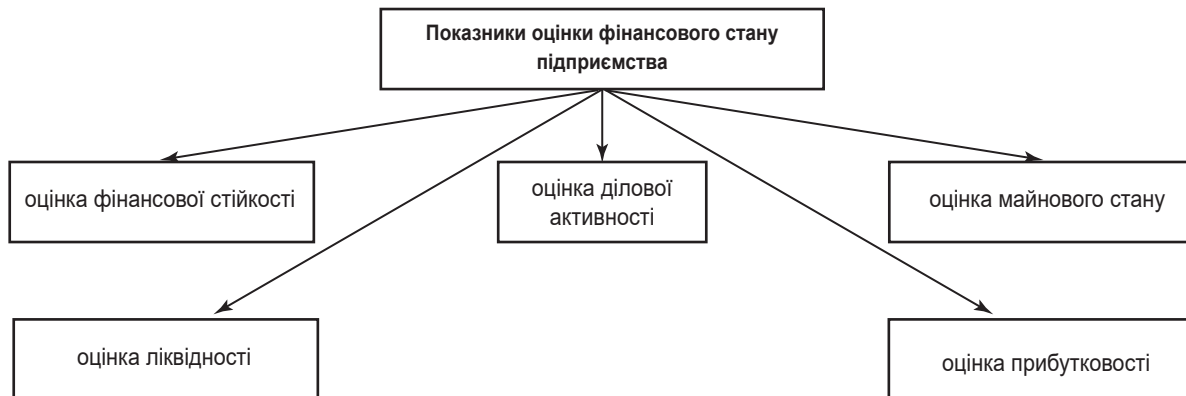 Показники оцінки фінансового стану
підприємства
оцінка фінансової стійкості
оцінка ділової
активності
оцінка майнового стану
оцінка ліквідності
оцінка прибутковості